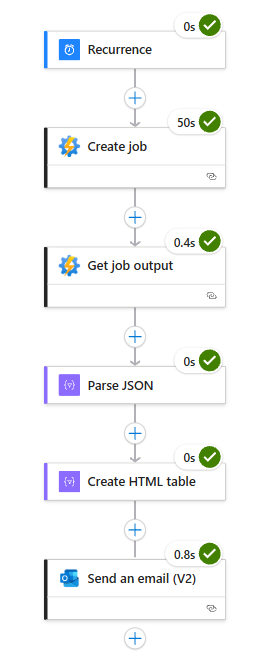 0s
Recurrence
50s
Create job
0.4s
Get job output
0s
Parse JSON
0s
Create HTML table
0.8s
Send an email (V2)